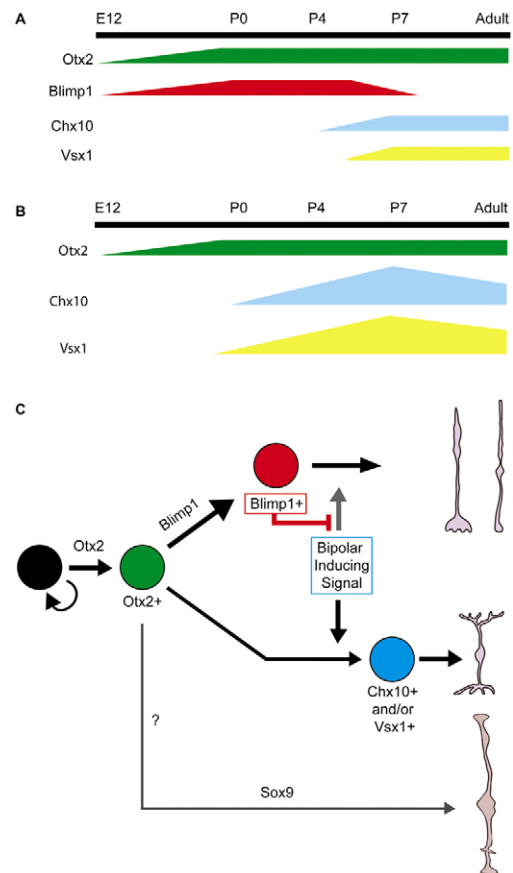 A
E12 P0 P4 P7 Adult
Otx2
Blimp1
Chx10
Vsx1
B
E12 P0 P4 P7 Adult
Otx2
Chx10
Vsx1
C
Blimp1
Blimp1+
Otx2
Bipolar
Inducing
Signal
Otx2+
Chx10+
and/or
Vsx1+
?
Sox9